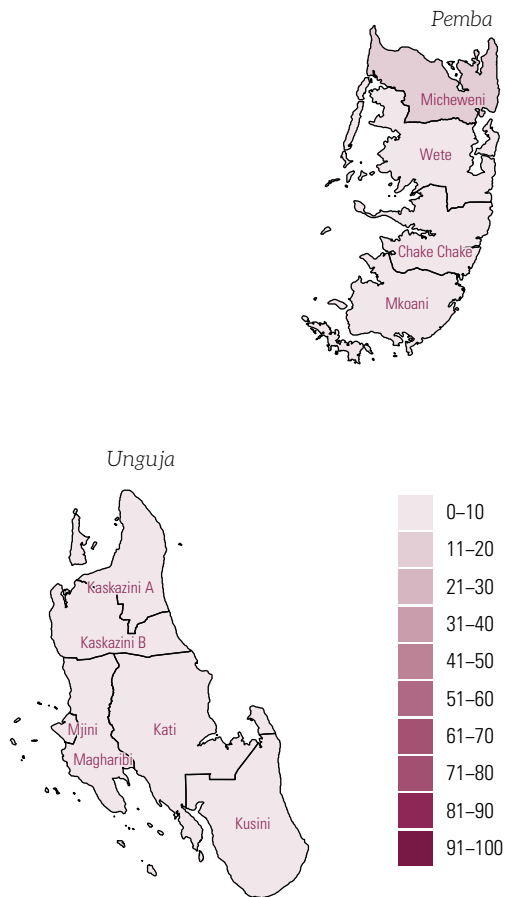 Pemba
Micheweni
Wete
Chake Chake
Mkoani
Unguja
Kaskazini A
Kaskazini B
Mjini
Kati
Magharibi
Kusini
0–10
11–20
21–30
31–40
41–50
51–60
61–70
71–80
81–90
91–100